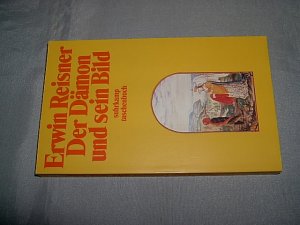 Erwin Reisner
Der Dämon
und sein Bild
suhrkamp
taschenbuch